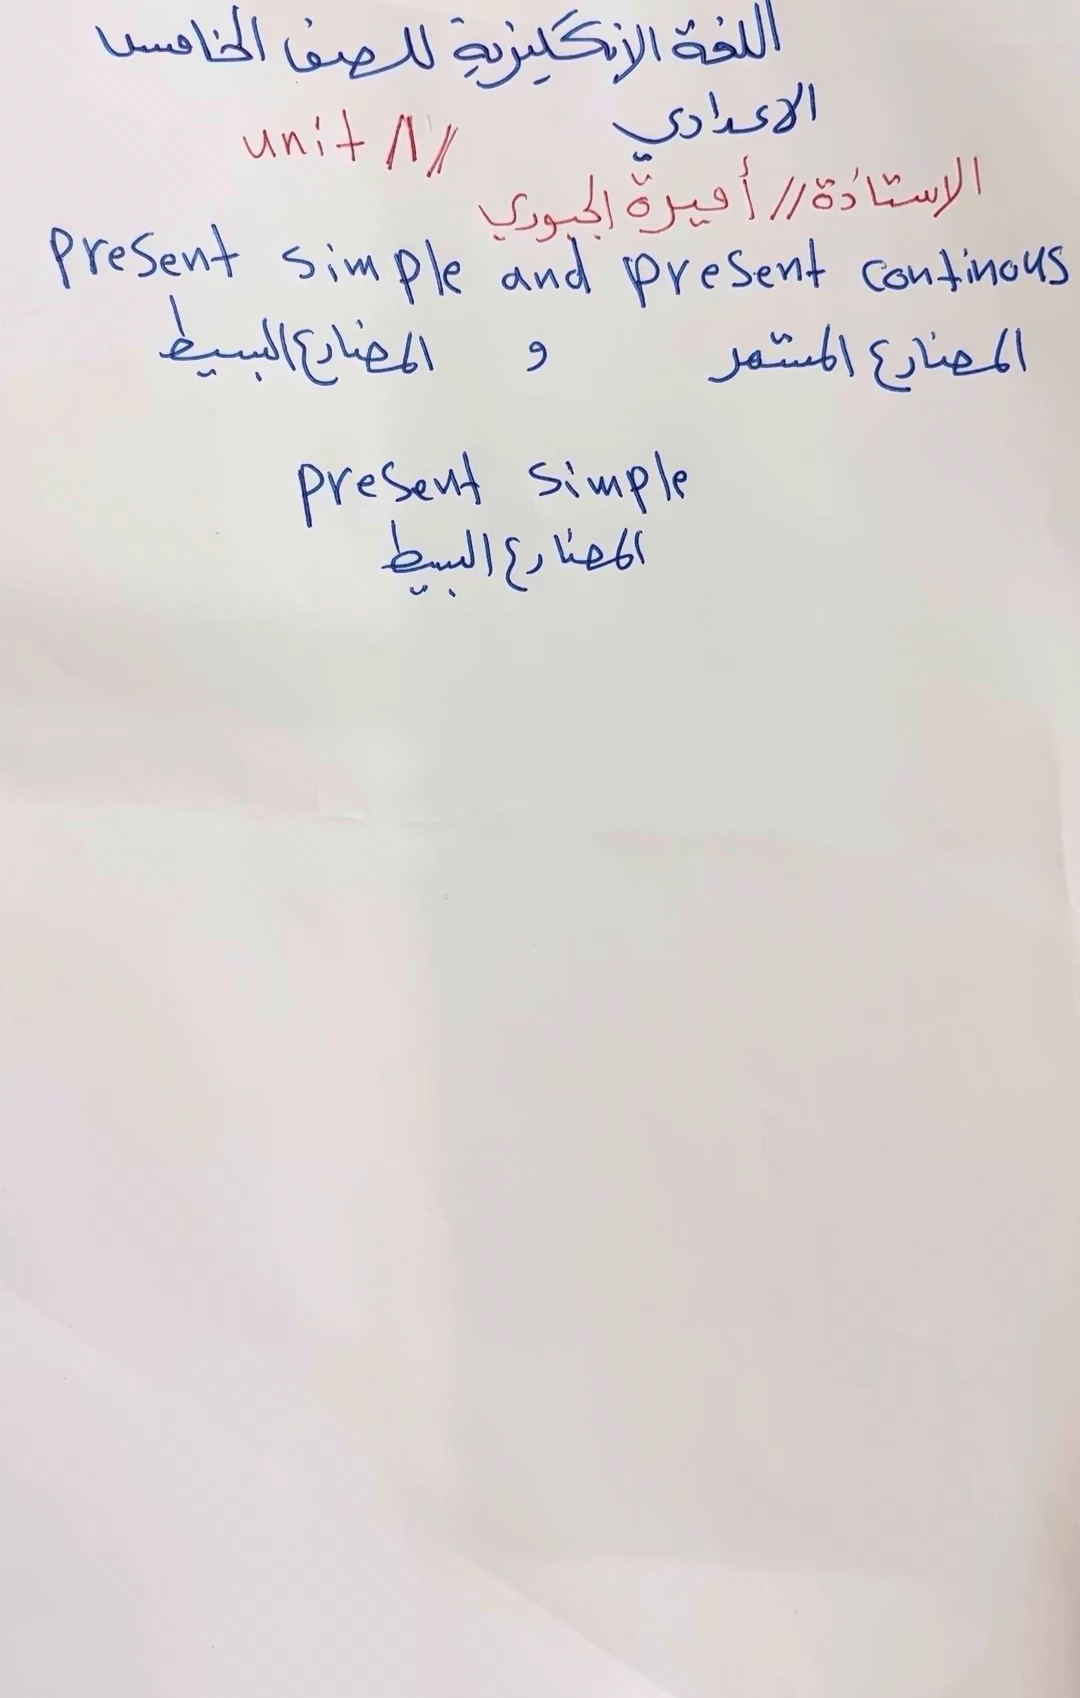 اللغة الانكليزية للصف الخامس
الاعدادي
unit /1//
الاستاذة // أميرة الجبوري
present simple and present continous
المضارع البسيط و المضارع المستمر
present simple
المضارع البسيط